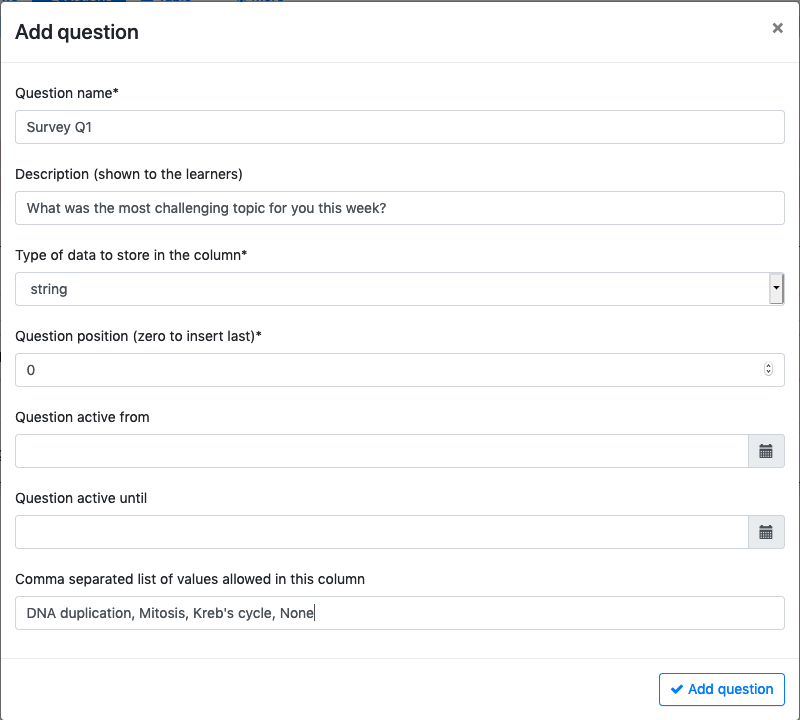 Add question
×
Question name*
Survey Q1
Description (shown to the learners)
What was the most challenging topic for you this week?
Type of data to store in the column*
string
Question position (zero to insert last)*
0
Question active from
Question active until
Comma separated list of values allowed in this column
DNA duplication, Mitosis, Kreb's cycle, None
Add question